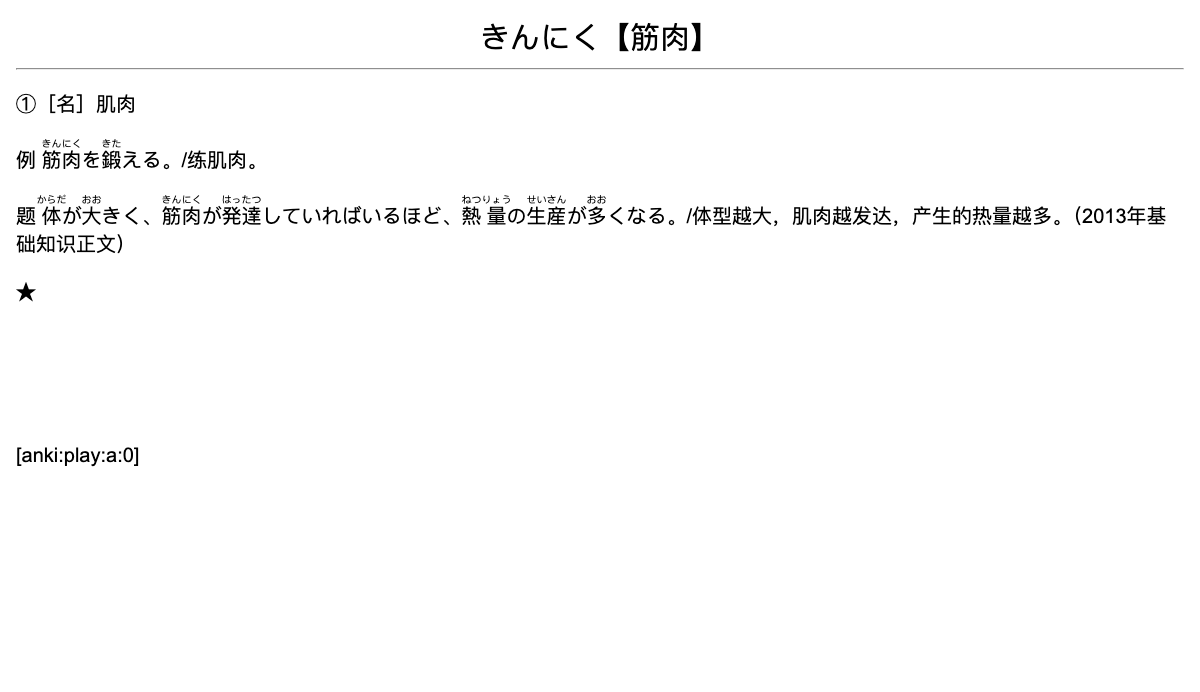 きんにく【筋肉】
①［名］肌肉
きんにく きた
例 筋肉を鍛える。/练肌肉。
からだ おお きんにく はったつ ねつりょう せいさん おお
题 体が大きく、筋肉が発達していればいるほど、熱量の生産が多くなる。/体型越大，肌肉越发达，产生的热量越多。（2013年基
础知识正文）
★
[anki:play:a:0]